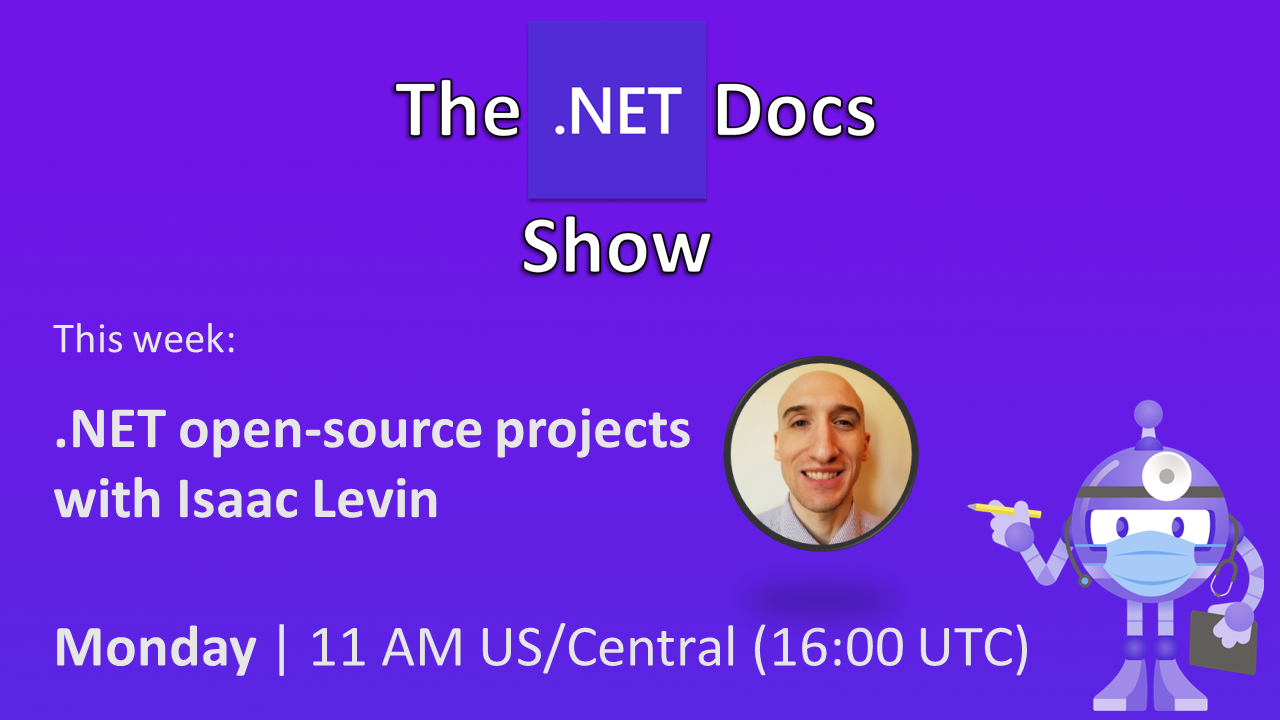 The .NET Docs
Show
This week:
.NET open-source projects
with Isaac Levin
Monday | 11 AM US/Central (16:00 UTC)